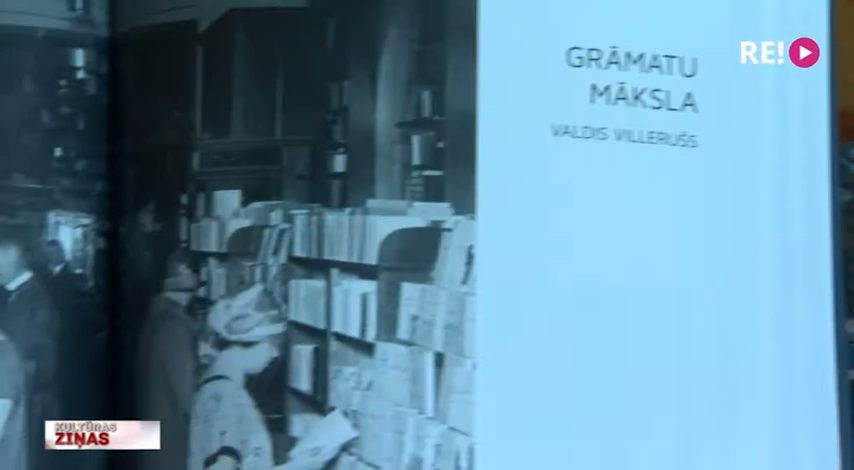 GRĀMATU
MĀKSLA
VALDIS VILLERUŠS
RE!
KULTŪRAS
ZIŅAS